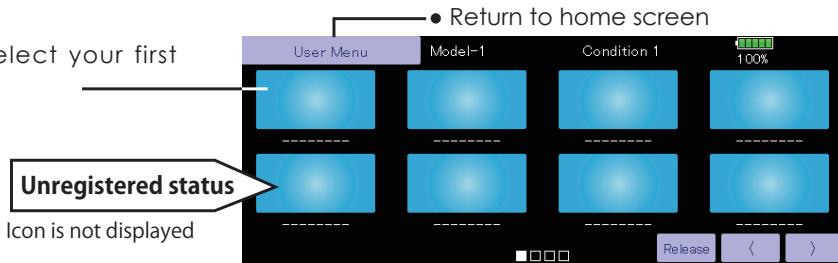 ● Return to home screen
elect your first
User Menu Model-1 Condition 1 100%
-------- -------- -------- --------
Unregistered status
Icon is not displayed
-------- -------- -------- --------
Release 〈 〉